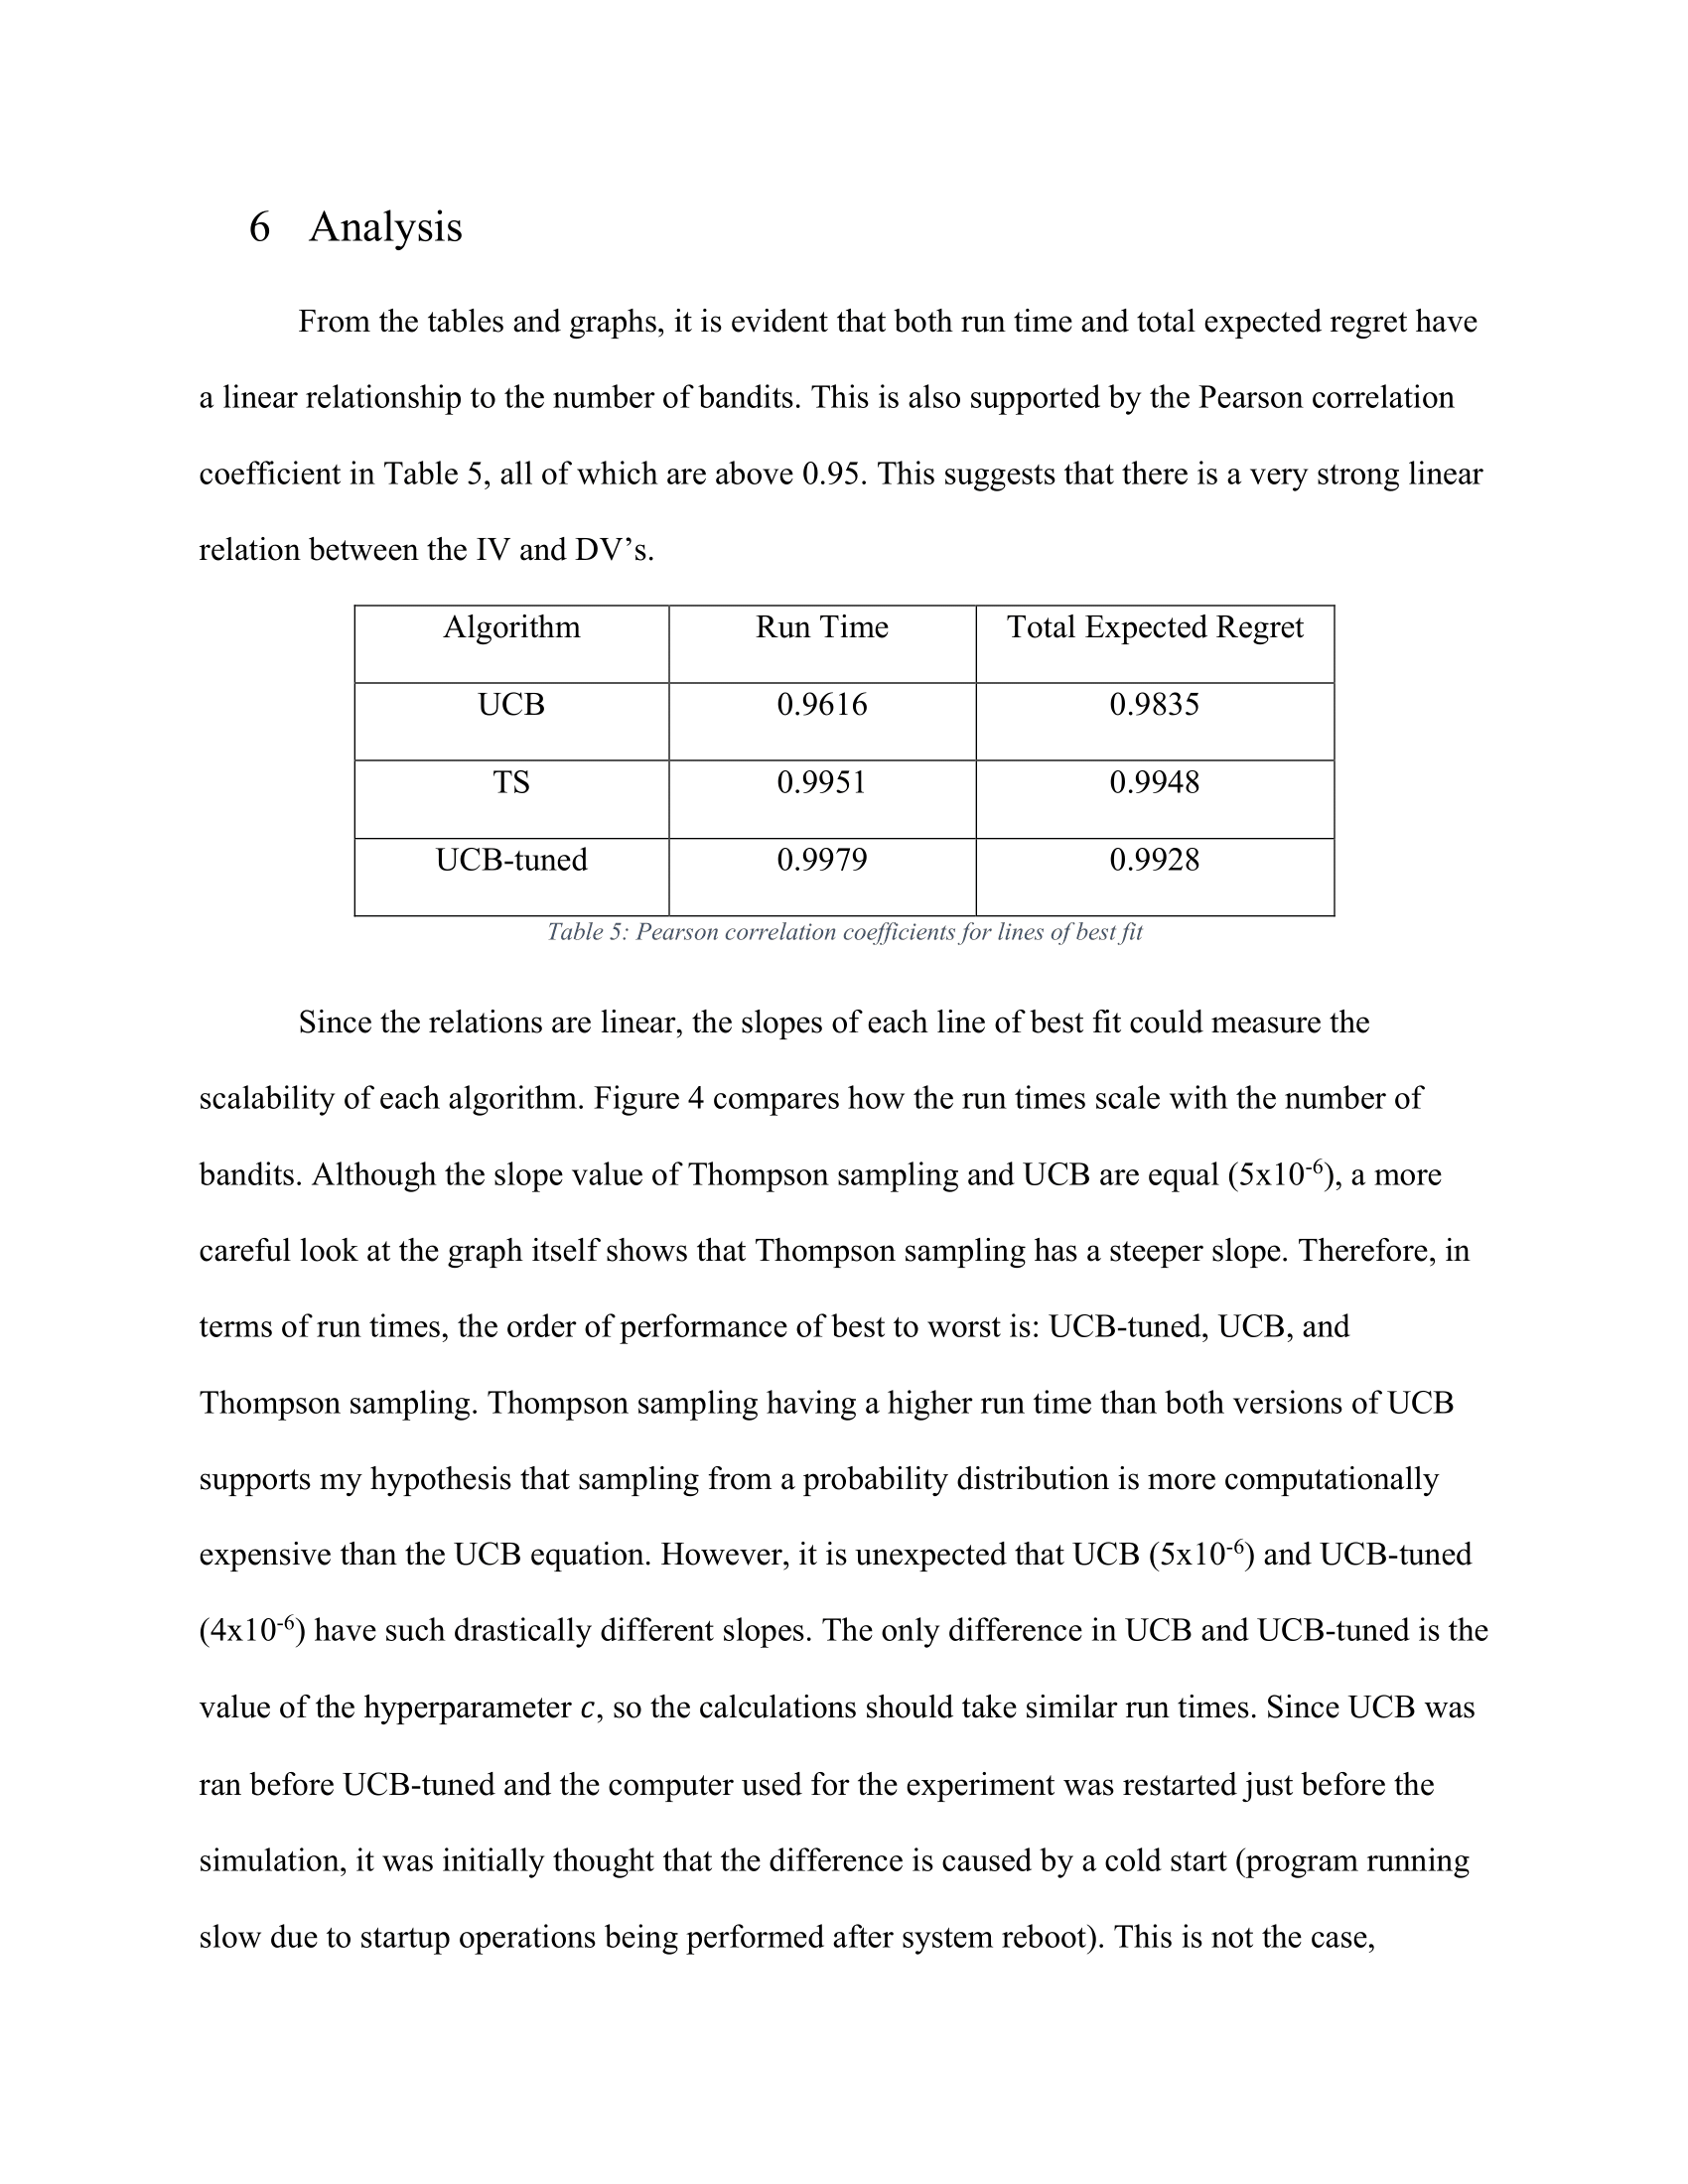 6 Analysis
From the tables and graphs, it is evident that both run time and total expected regret have
a linear relationship to the number of bandits. This is also supported by the Pearson correlation
coefficient in Table 5, all of which are above 0.95. This suggests that there is a very strong linear
relation between the IV and DV’s.
Algorithm Run Time Total Expected Regret
UCB 0.9616 0.9835
TS 0.9951 0.9948
UCB-tuned 0.9979 0.9928
Table 5: Pearson correlation coefficients for lines of best fit
Since the relations are linear, the slopes of each line of best fit could measure the
scalability of each algorithm. Figure 4 compares how the run times scale with the number of
bandits. Although the slope value of Thompson sampling and UCB are equal (5x10⁻⁶), a more
careful look at the graph itself shows that Thompson sampling has a steeper slope. Therefore, in
terms of run times, the order of performance of best to worst is: UCB-tuned, UCB, and
Thompson sampling. Thompson sampling having a higher run time than both versions of UCB
supports my hypothesis that sampling from a probability distribution is more computationally
expensive than the UCB equation. However, it is unexpected that UCB (5x10⁻⁶) and UCB-tuned
(4x10⁻⁶) have such drastically different slopes. The only difference in UCB and UCB-tuned is the
value of the hyperparameter c, so the calculations should take similar run times. Since UCB was
ran before UCB-tuned and the computer used for the experiment was restarted just before the
simulation, it was initially thought that the difference is caused by a cold start (program running
slow due to startup operations being performed after system reboot). This is not the case,